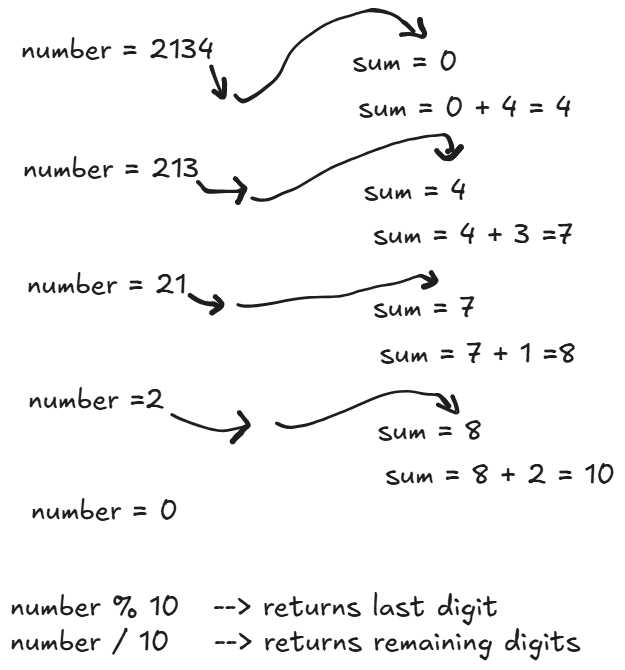 number = 2134
sum = 0
sum = 0 + 4 = 4
number = 213
sum = 4
sum = 4 + 3 =7
number = 21
sum = 7
sum = 7 + 1 =8
number =2
sum = 8
sum = 8 + 2 = 10
number = 0
number % 10 --> returns last digit
number / 10 --> returns remaining digits